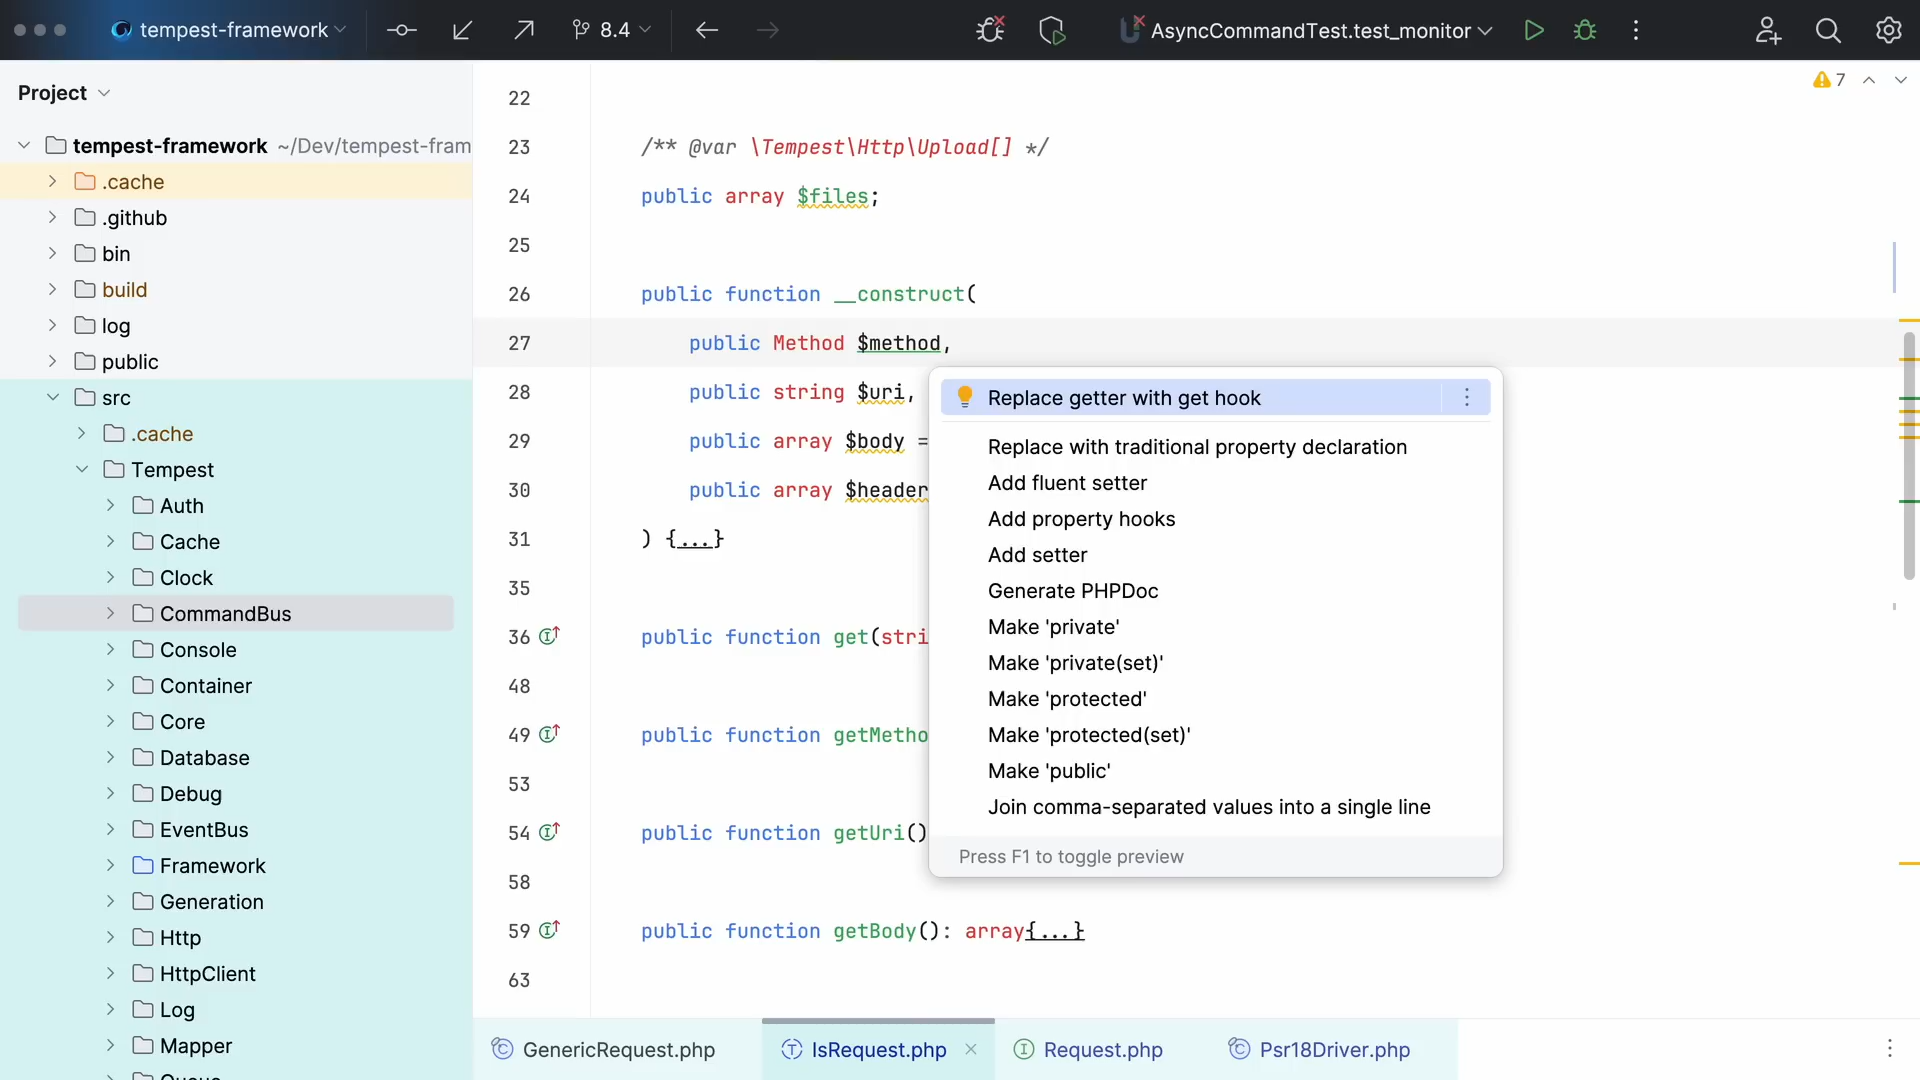 tempest-framework
8.4
AsyncCommandTest.test_monitor
Project
tempest-framework ~/Dev/tempest-fram
.cache
.github
bin
build
log
public
src
.cache
Tempest
Auth
Cache
Clock
CommandBus
Console
Container
Core
Database
Debug
EventBus
Framework
Generation
Http
HttpClient
Log
Mapper
7
22
23 /** @var \Tempest\Http\Upload[] */
24 public array $files;
25
26 public function __construct(
27 public Method $method,
28 public string $uri,
29 public array $body =
30 public array $header
31 ) {...}
35
36 public function get(stri
48
49 public function getMetho
53
54 public function getUri()
58
59 public function getBody(): array{...}
63
Replace getter with get hook
Replace with traditional property declaration
Add fluent setter
Add property hooks
Add setter
Generate PHPDoc
Make 'private'
Make 'private(set)'
Make 'protected'
Make 'protected(set)'
Make 'public'
Join comma-separated values into a single line
Press F1 to toggle preview
GenericRequest.php
IsRequest.php
Request.php
Psr18Driver.php